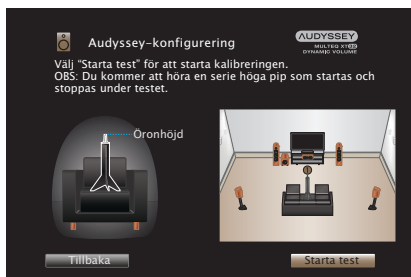 Audyssey-konfigurering
AUDYSSEY
MULTEQ XT32
DYNAMIC VOLUME
Välj “Starta test” för att starta kalibreringen.
OBS: Du kommer att höra en serie höga pip som startas och
stoppas under testet.
Öronhöjd
Tillbaka
Starta test